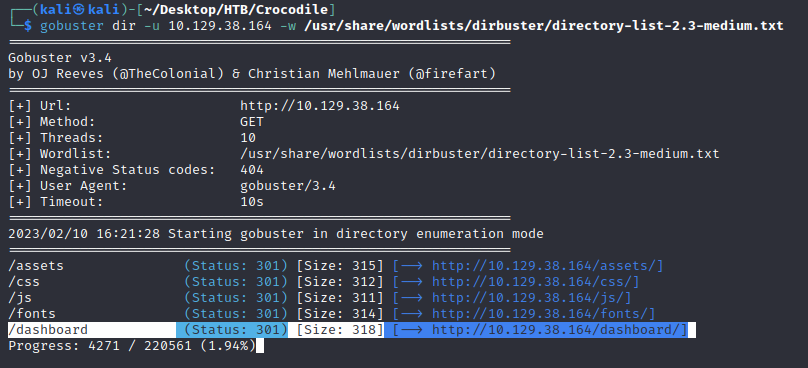 ┌──(kali㉿kali)-[~/Desktop/HTB/Crocodile]
└─$ gobuster dir -u 10.129.38.164 -w /usr/share/wordlists/dirbuster/directory-list-2.3-medium.txt
===============================================================
Gobuster v3.4
by OJ Reeves (@TheColonial) & Christian Mehlmauer (@firefart)
===============================================================
[+] Url:                     http://10.129.38.164
[+] Method:                  GET
[+] Threads:                 10
[+] Wordlist:                /usr/share/wordlists/dirbuster/directory-list-2.3-medium.txt
[+] Negative Status codes:   404
[+] User Agent:              gobuster/3.4
[+] Timeout:                 10s
===============================================================
2023/02/10 16:21:28 Starting gobuster in directory enumeration mode
===============================================================
/assets               (Status: 301) [Size: 315] [--> http://10.129.38.164/assets/]
/css                  (Status: 301) [Size: 312] [--> http://10.129.38.164/css/]
/js                   (Status: 301) [Size: 311] [--> http://10.129.38.164/js/]
/fonts                (Status: 301) [Size: 314] [--> http://10.129.38.164/fonts/]
/dashboard            (Status: 301) [Size: 318] [--> http://10.129.38.164/dashboard/]
Progress: 4271 / 220561 (1.94%)